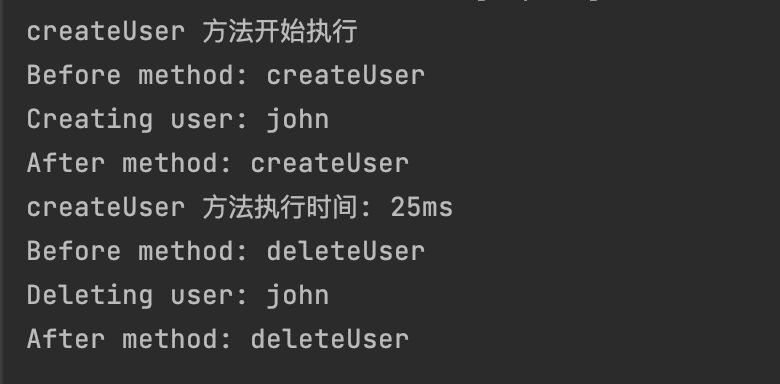 createUser 方法开始执行
Before method: createUser
Creating user: john
After method: createUser
createUser 方法执行时间: 25ms
Before method: deleteUser
Deleting user: john
After method: deleteUser